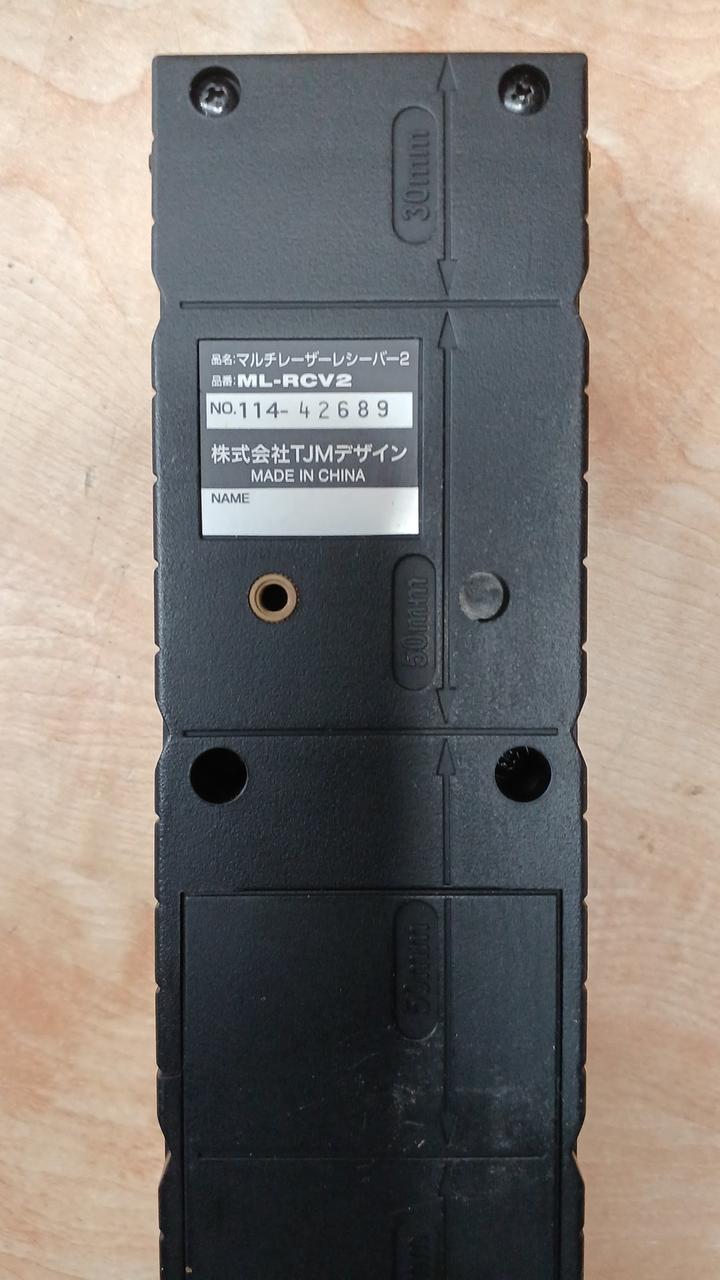 30mm
品名:マルチレーザーレシーバー2
品番:ML-RCV2
NO.114-42689
株式会社TJMデザイン
MADE IN CHINA
NAME
50mm
50mm